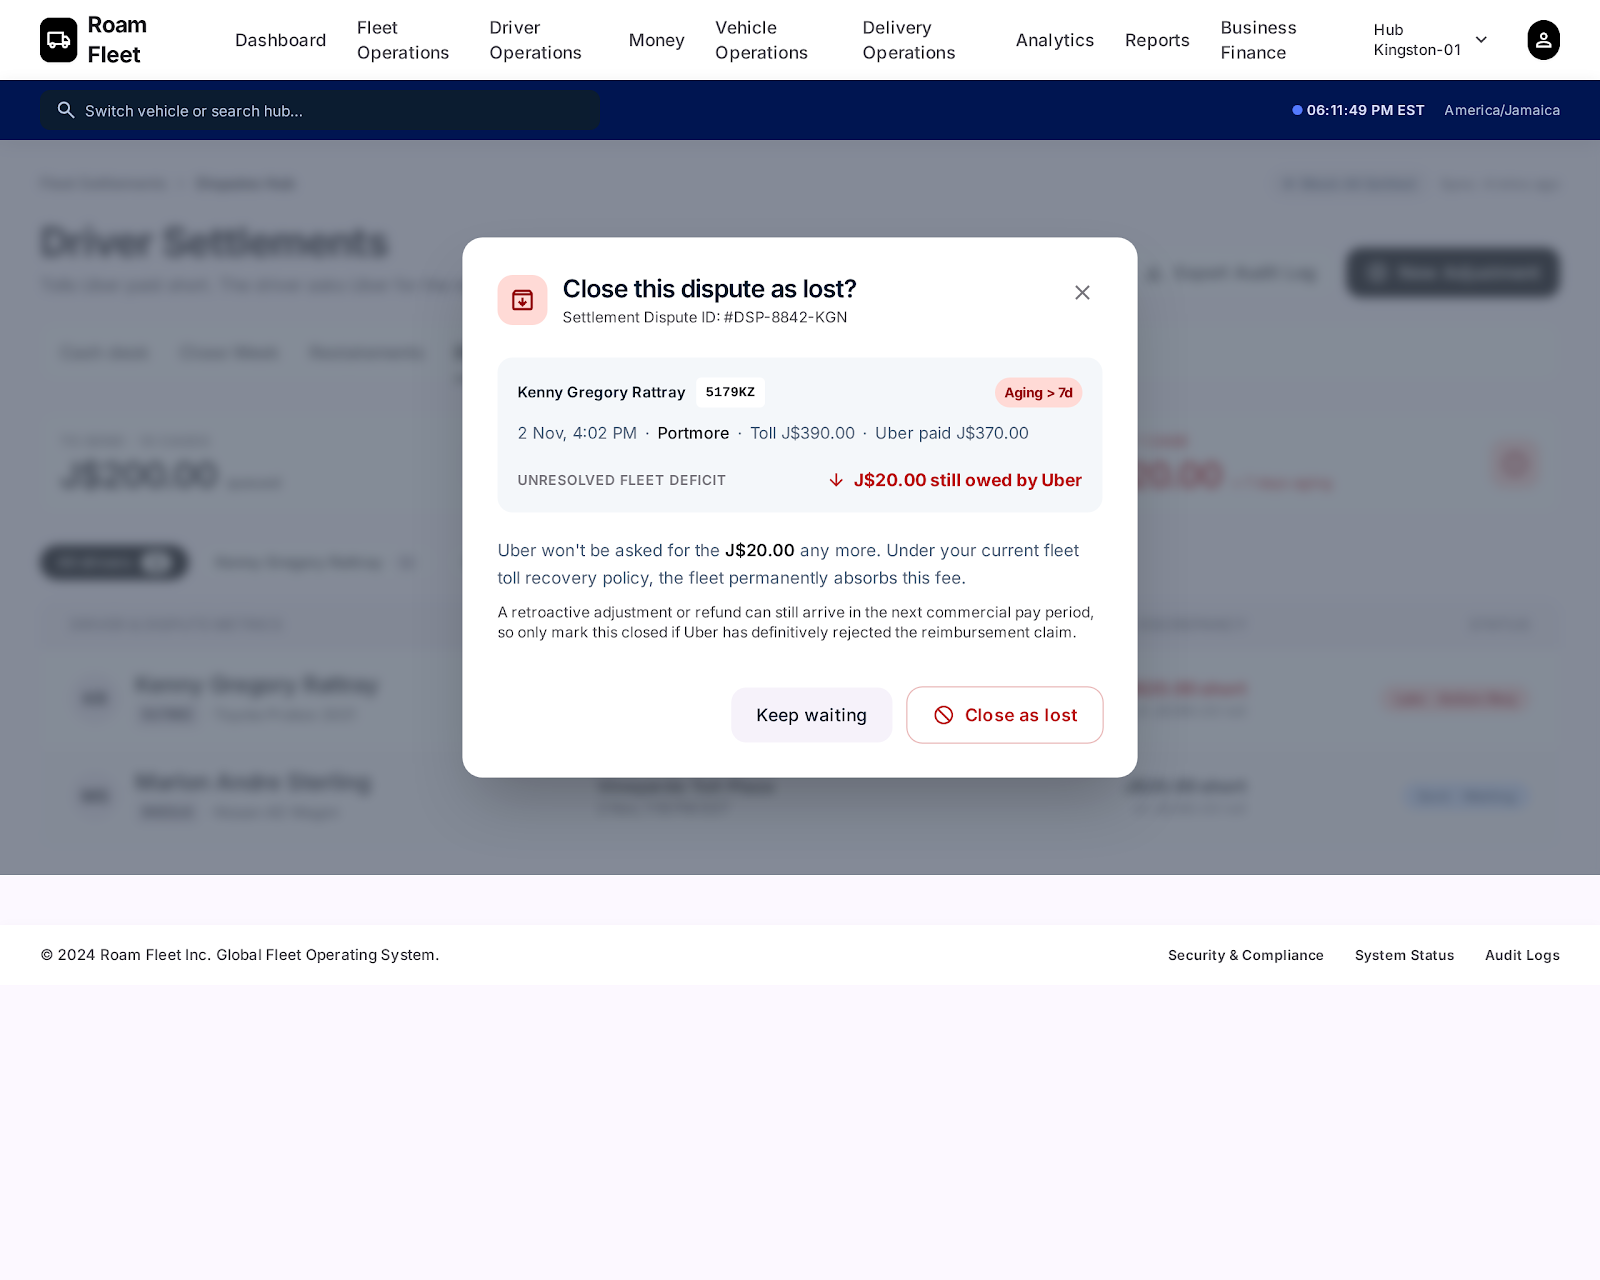 Roam Fleet
Dashboard
Fleet Operations
Driver Operations
Money
Vehicle Operations
Delivery Operations
Analytics
Reports
Business Finance
Hub Kingston-01
Switch vehicle or search hub...
06:11:49 PM EST
America/Jamaica
Driver Settlements
J$200.00
Close this dispute as lost?
Settlement Dispute ID: #DSP-8842-KGN
Kenny Gregory Rattray
5179KZ
Aging > 7d
2 Nov, 4:02 PM · Portmore · Toll J$390.00 · Uber paid J$370.00
UNRESOLVED FLEET DEFICIT
J$20.00 still owed by Uber
Uber won't be asked for the J$20.00 any more. Under your current fleet
toll recovery policy, the fleet permanently absorbs this fee.
A retroactive adjustment or refund can still arrive in the next commercial pay period,
so only mark this closed if Uber has definitively rejected the reimbursement claim.
Keep waiting
Close as lost
Kenny Gregory Rattray
© 2024 Roam Fleet Inc. Global Fleet Operating System.
Security & Compliance
System Status
Audit Logs